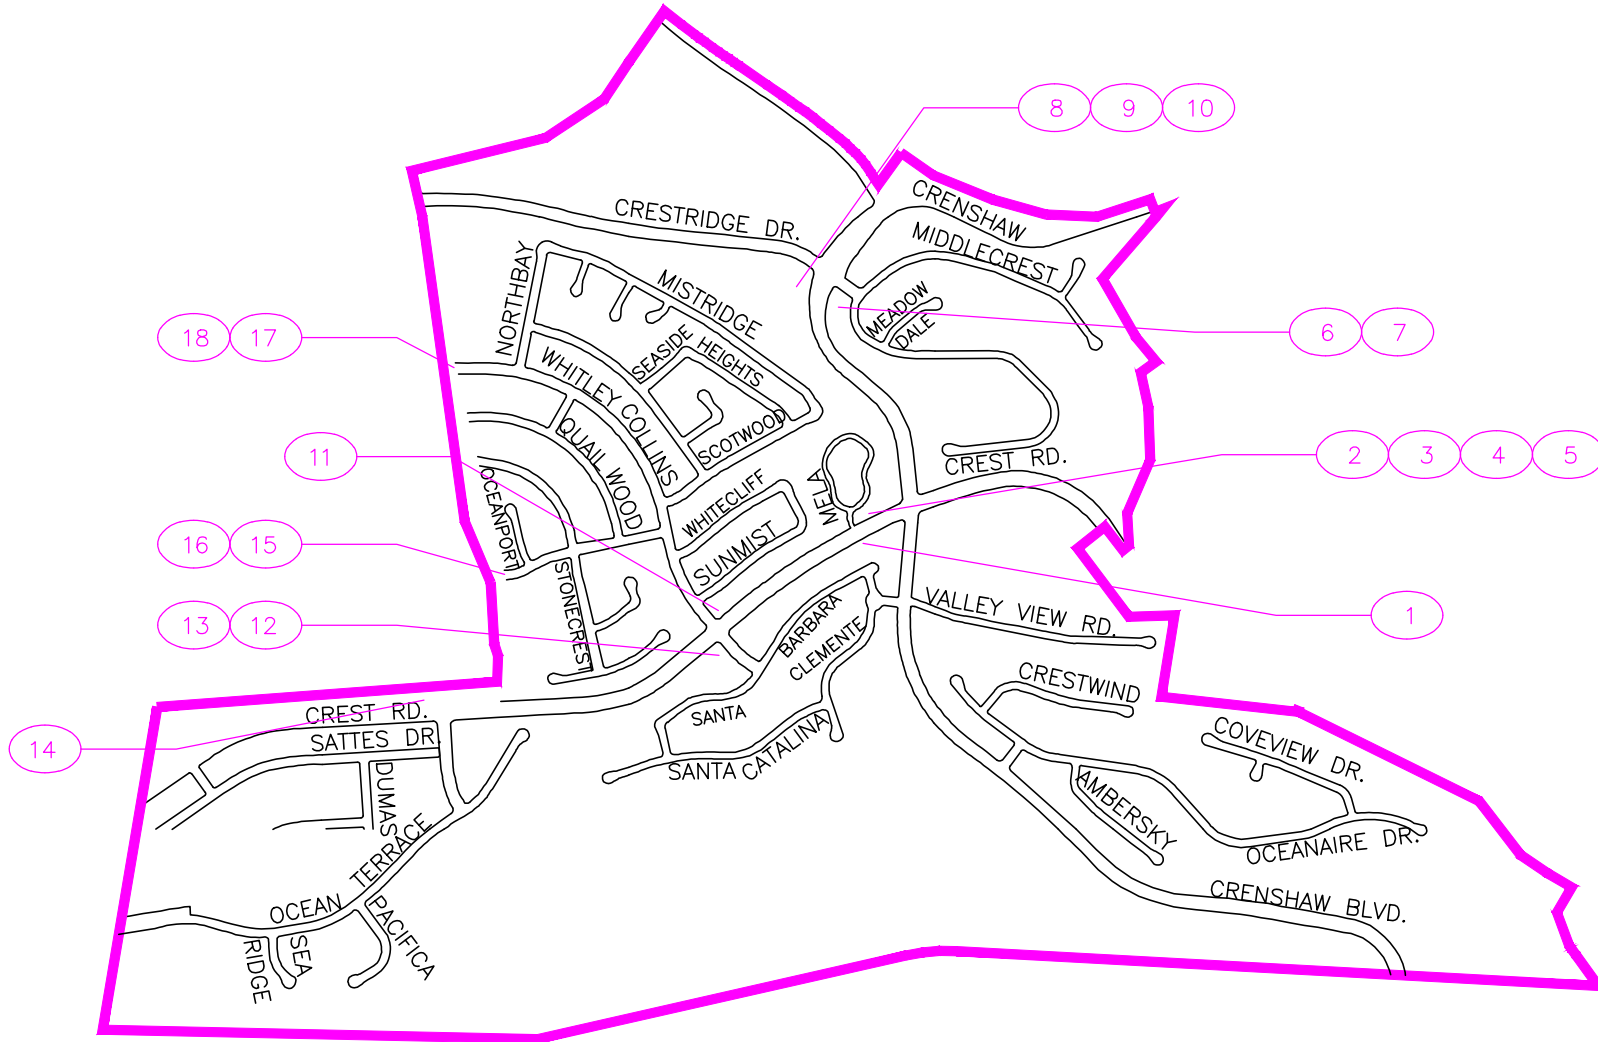 8 9 10
CRENSHAW
CRESTRIDGE DR.
MIDDLECREST
NORTHBAY
MISTRIDGE
MEADOW
DALE
6 7
18 17
SEASIDE HEIGHTS
WHITLEY COLLINS
SCOTWOOD
QUAIL WOOD
11
CREST RD.
2 3 4 5
OCEANPORT
WHITECLIFF
MELA
SUNMIST
16 15
STONECREST
13 12
BARBARA
CLEMENTE
VALLEY VIEW RD.
1
CRESTWIND
SANTA
SANTA CATALINA
CREST RD.
SATTES DR.
14
DUMAS
COVEVIEW DR.
AMBERSKY
OCEANAIRE DR.
OCEAN TERRACE
CRENSHAW BLVD.
PACIFICA
SEA
RIDGE